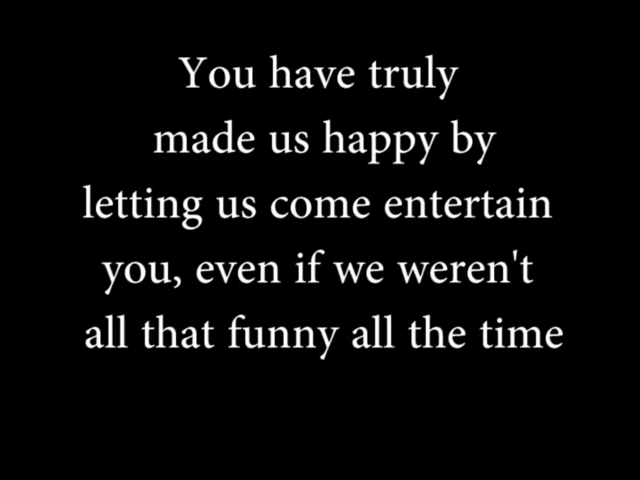 You have truly
made us happy by
letting us come entertain
you, even if we weren't
all that funny all the time